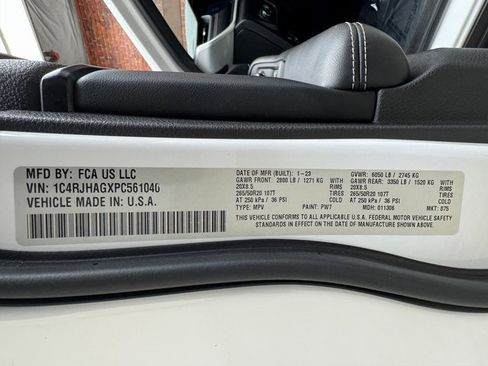 MFD BY: FCA US LLC
VIN: 1C4RJHAGXPC561040
VEHICLE MADE IN: U.S.A.
DATE OF MFR (BUILT): 1-23 GVWR: 6050 LB / 2745 KG
GAWR FRONT: 2800 LB / 1271 KG WITH GAWR REAR: 3350 LB / 1520 KG WITH
20X8.5 RIMS 20X8.5 RIMS
265/50R20 107T TIRES 265/50R20 107T TIRES
AT 250 kPa / 36 PSI COLD AT 250 kPa / 36 PSI COLD
TYPE: MPV PAINT: PW7 MDH: 011306 MKT: 875
THIS VEHICLE CONFORMS TO ALL APPLICABLE U.S.A. FEDERAL MOTOR VEHICLE SAFETY
STANDARDS IN EFFECT ON THE DATE OF MANUFACTURE SHOWN ABOVE.